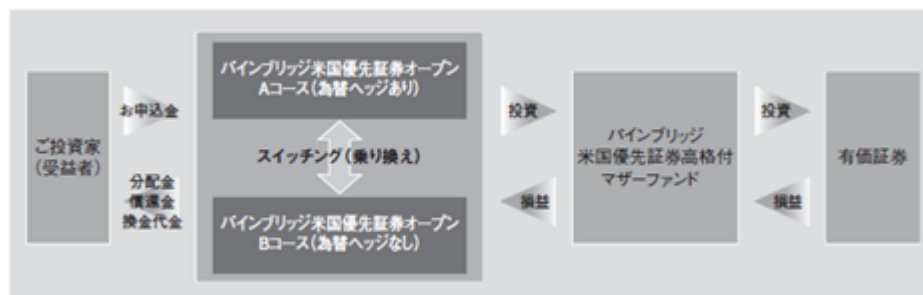 ご投資家
(受益者)
お申込金
分配金
償還金
換金代金
パインブリッジ米国優先証券オープン
Aコース(為替ヘッジあり)
スイッチング(乗り換え)
パインブリッジ米国優先証券オープン
Bコース(為替ヘッジなし)
投資
損益
パインブリッジ
米国優先証券高格付
マザーファンド
投資
損益
有価証券